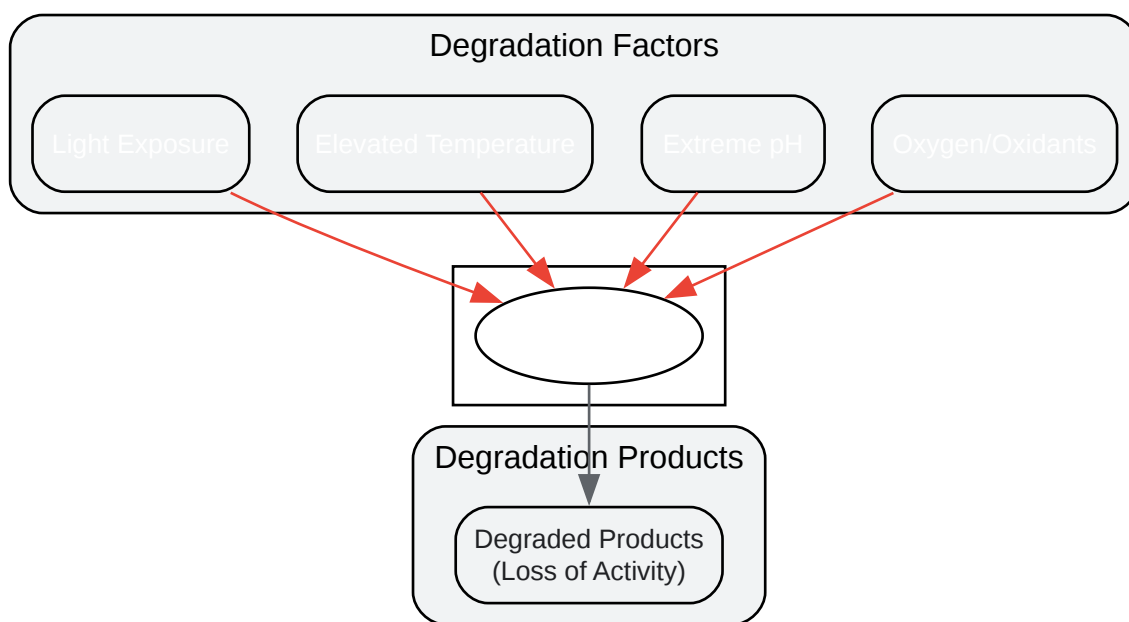 Degradation Factors
Light Exposure
Elevated Temperature
Extreme pH
Oxygen/Oxidants
Degradation Products
Degraded Products
(Loss of Activity)